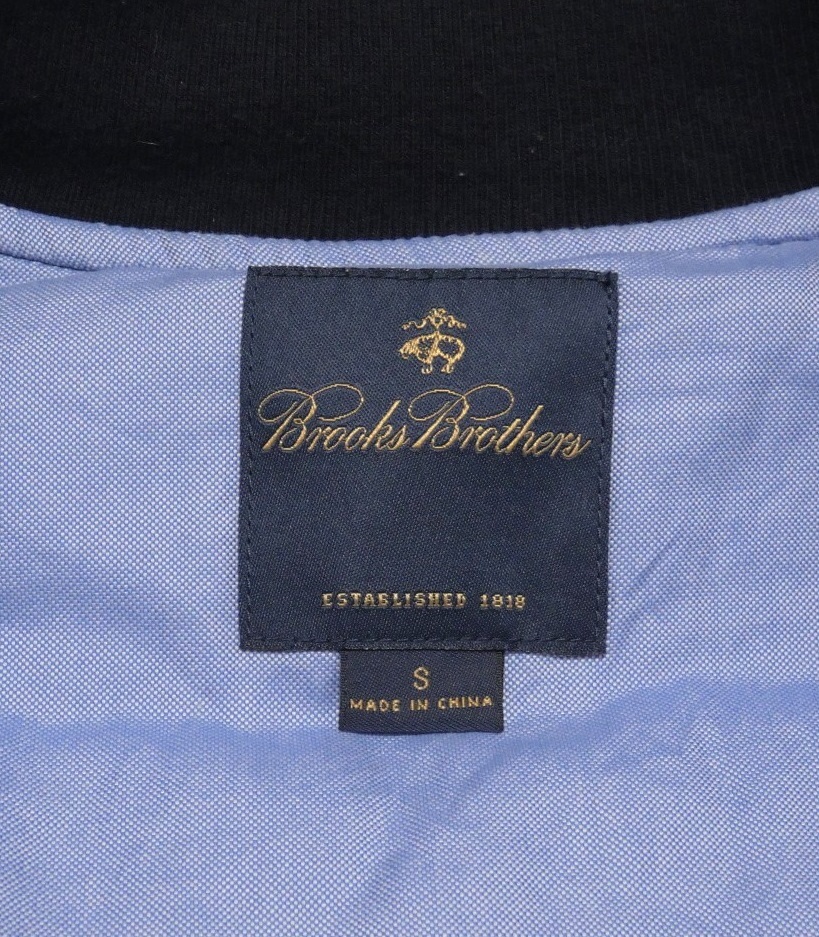 Brooks Brothers
ESTABLISHED 1818
S
MADE IN CHINA